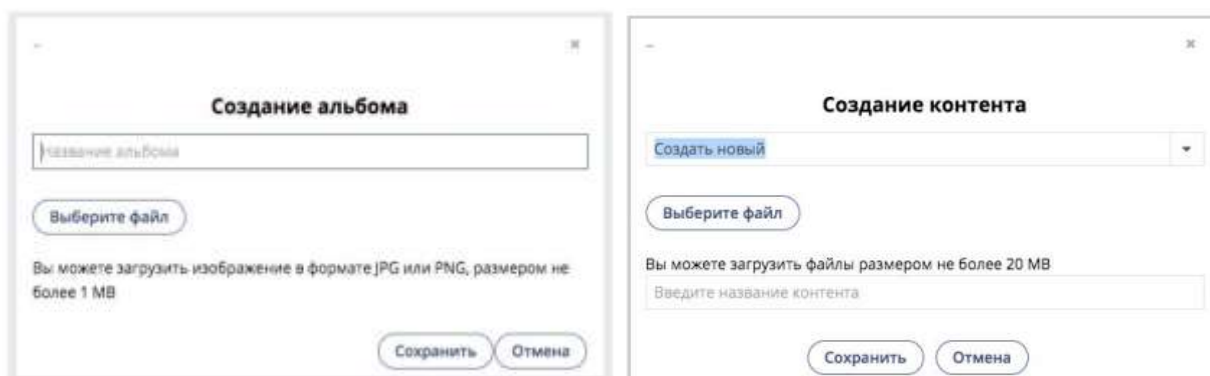 Создание альбома
Название альбома
Выберите файл
Вы можете загрузить изображение в формате JPG или PNG, размером не
более 1 MB
Сохранить Отмена
Создание контента
Создать новый
Выберите файл
Вы можете загрузить файлы размером не более 20 MB
Введите название контента
Сохранить Отмена